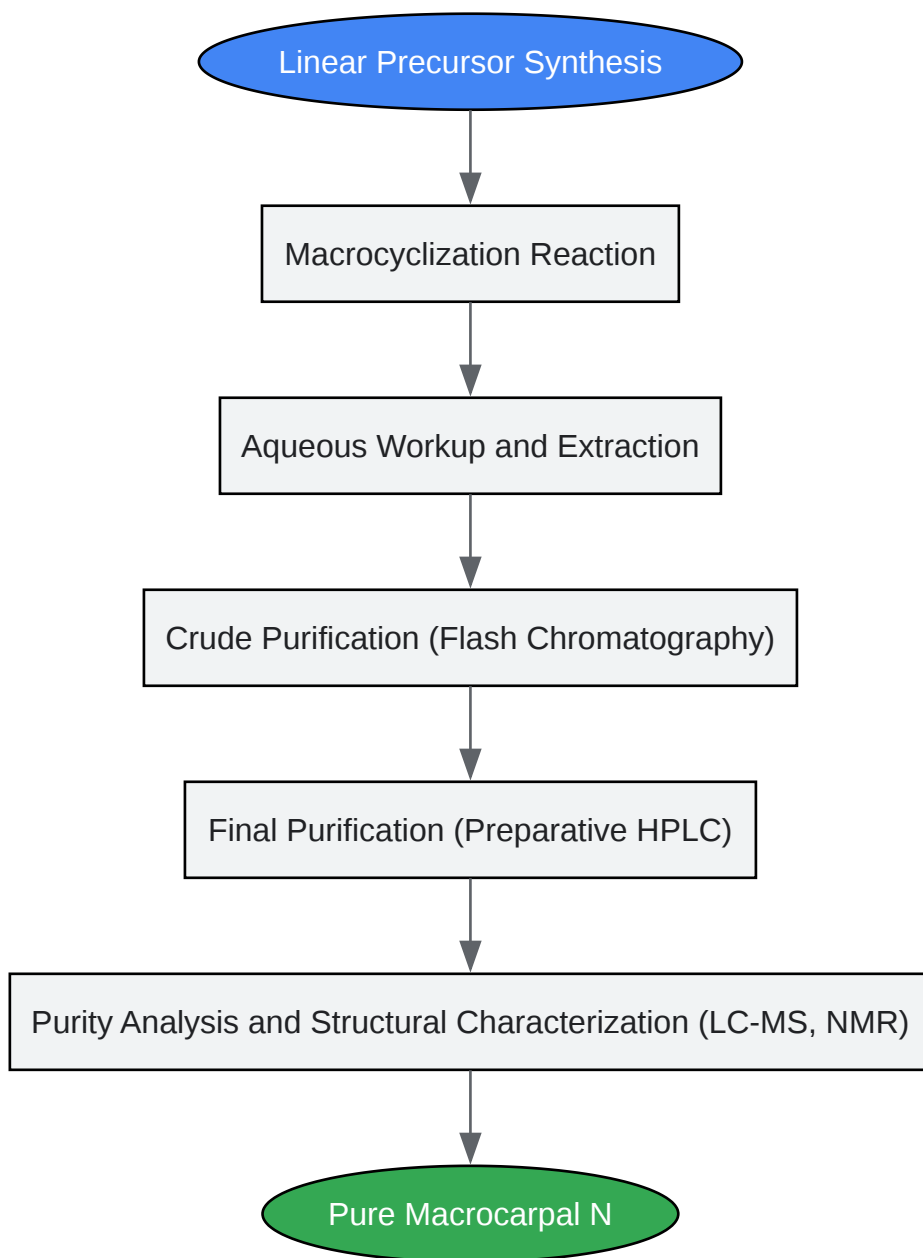 Linear Precursor Synthesis
Macrocyclization Reaction
Aqueous Workup and Extraction
Crude Purification (Flash Chromatography)
Final Purification (Preparative HPLC)
Purity Analysis and Structural Characterization (LC-MS, NMR)
Pure Macrocarpal N